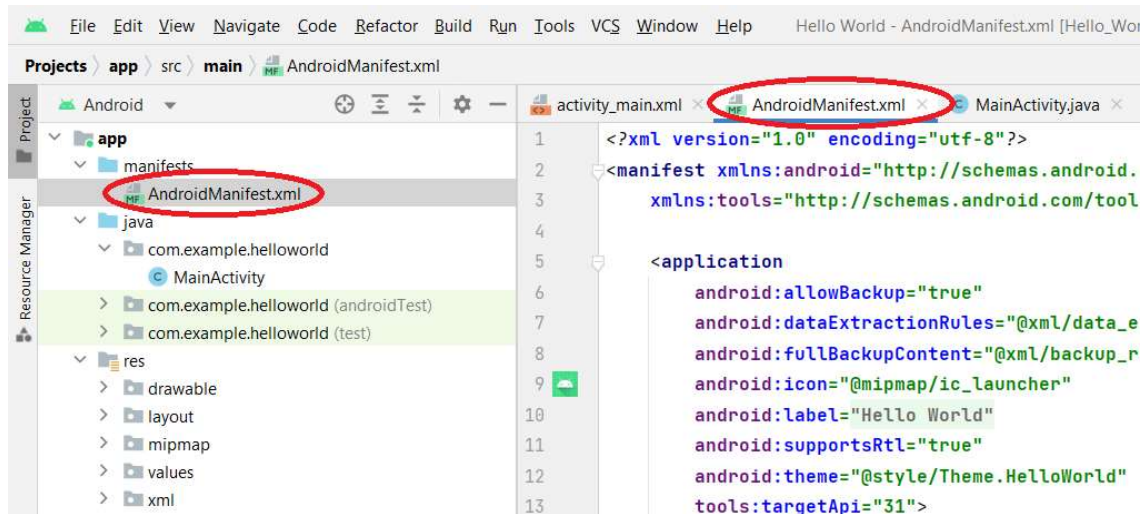 File Edit View Navigate Code Refactor Build Run Tools VCS Window Help Hello World - AndroidManifest.xml [Hello_Wor
Projects app src main MF AndroidManifest.xml
Project
Resource Manager
Android
app
manifests
MF AndroidManifest.xml
java
com.example.helloworld
C MainActivity
com.example.helloworld (androidTest)
com.example.helloworld (test)
res
drawable
layout
mipmap
values
xml
activity_main.xml MF AndroidManifest.xml C MainActivity.java
1 <?xml version="1.0" encoding="utf-8"?>
2 <manifest xmlns:android="http://schemas.android.
3 xmlns:tools="http://schemas.android.com/tool
4
5 <application
6 android:allowBackup="true"
7 android:dataExtractionRules="@xml/data_e
8 android:fullBackupContent="@xml/backup_r
9 android:icon="@mipmap/ic_launcher"
10 android:label="Hello World"
11 android:supportsRtl="true"
12 android:theme="@style/Theme.HelloWorld"
13 tools:targetApi="31">